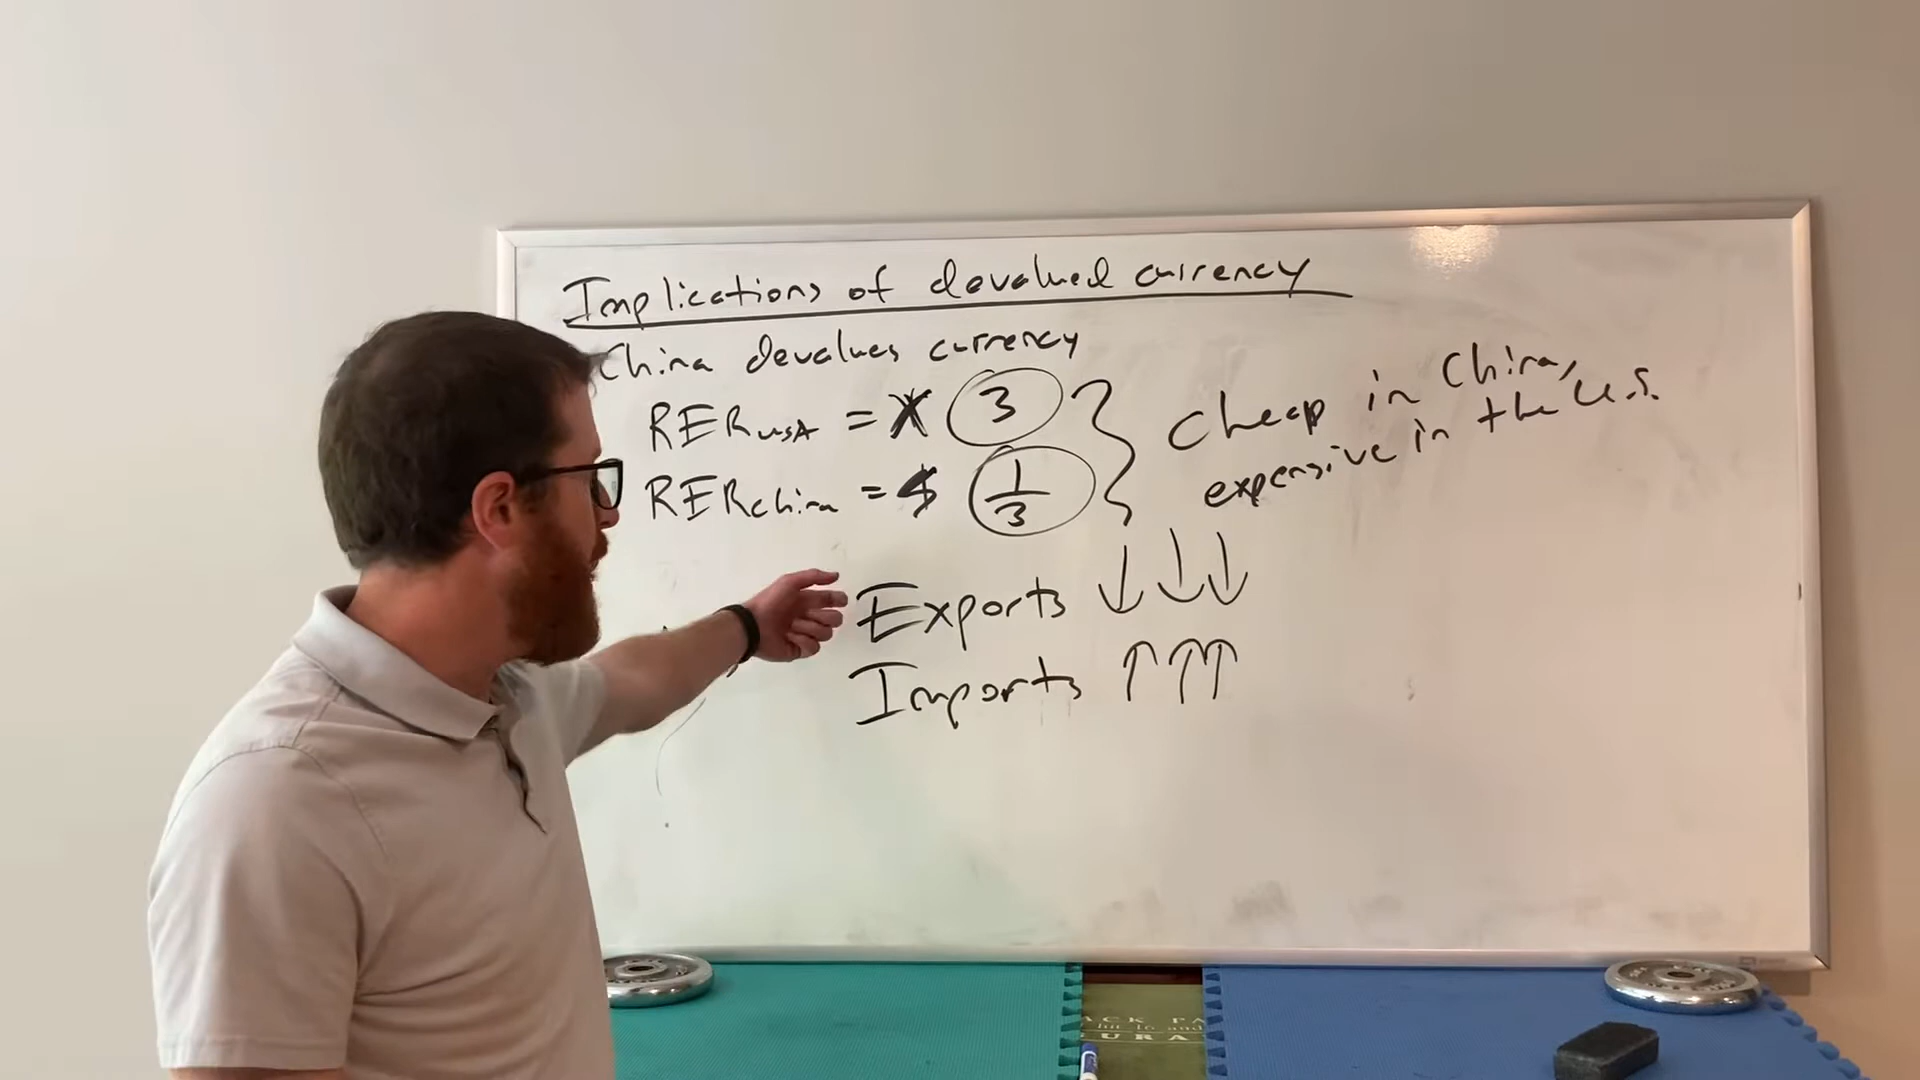 Implications of devalued currency
China devalues currency
RERUSA = 3
RERChina = 1/3
Cheap in China,
expensive in the U.S.
Exports ↓↓↓
Imports ↑↑↑